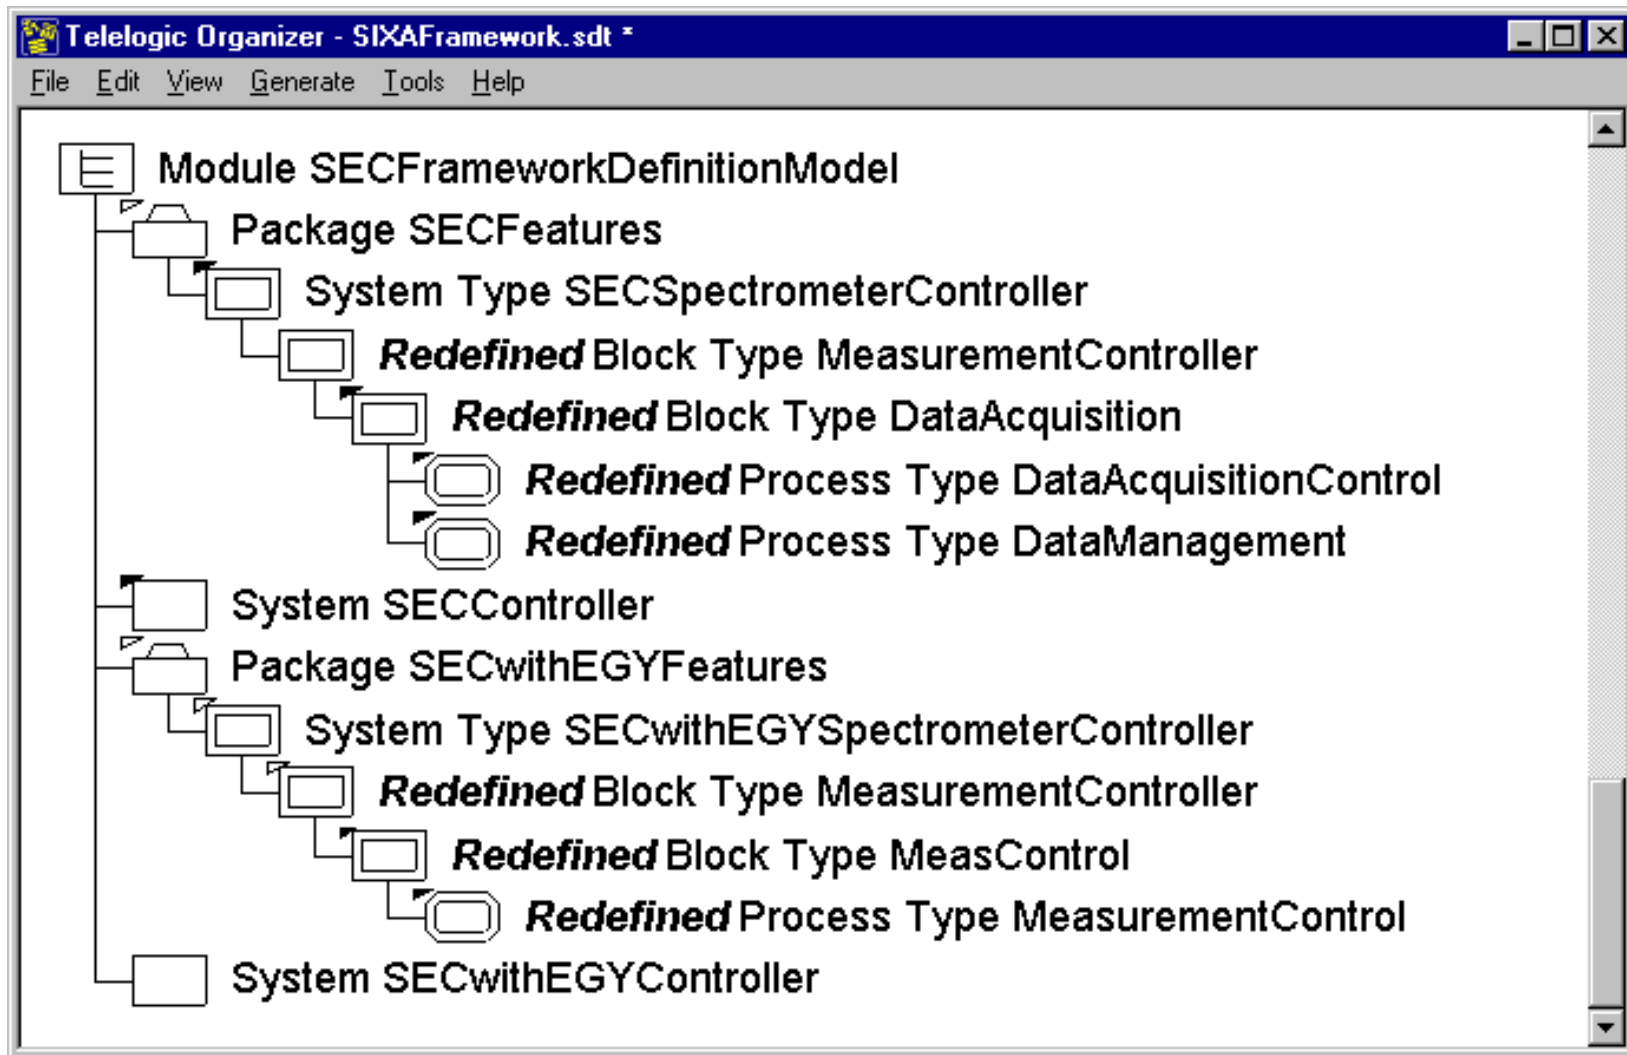 Telelogic Organizer - SIXAFramework.sdt *
File Edit View Generate Tools Help
Module SECFrameworkDefinitionModel
Package SECFeatures
System Type SECSpectrometerController
Redefined Block Type MeasurementController
Redefined Block Type DataAcquisition
Redefined Process Type DataAcquisitionControl
Redefined Process Type DataManagement
System SECController
Package SECwithEGYFeatures
System Type SECwithEGYSpectrometerController
Redefined Block Type MeasurementController
Redefined Block Type MeasControl
Redefined Process Type MeasurementControl
System SECwithEGYController